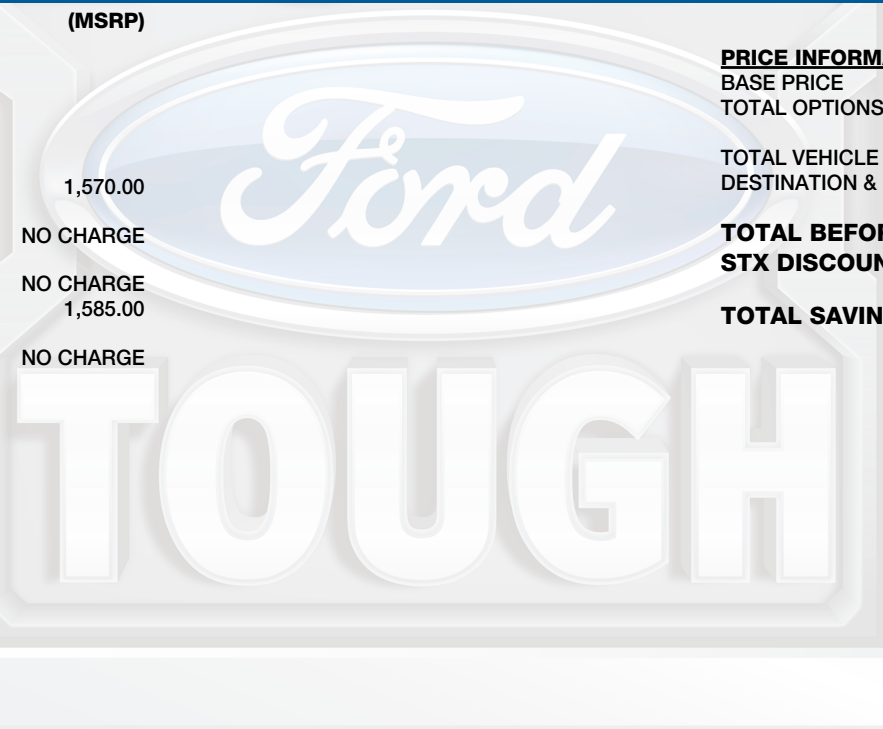 (MSRP)
1,570.00
NO CHARGE
NO CHARGE
1,585.00
NO CHARGE
PRICE INFORMA
BASE PRICE
TOTAL OPTIONS
TOTAL VEHICLE
DESTINATION &
TOTAL BEFOR
STX DISCOUN
TOTAL SAVIN
Ford
TOUGH